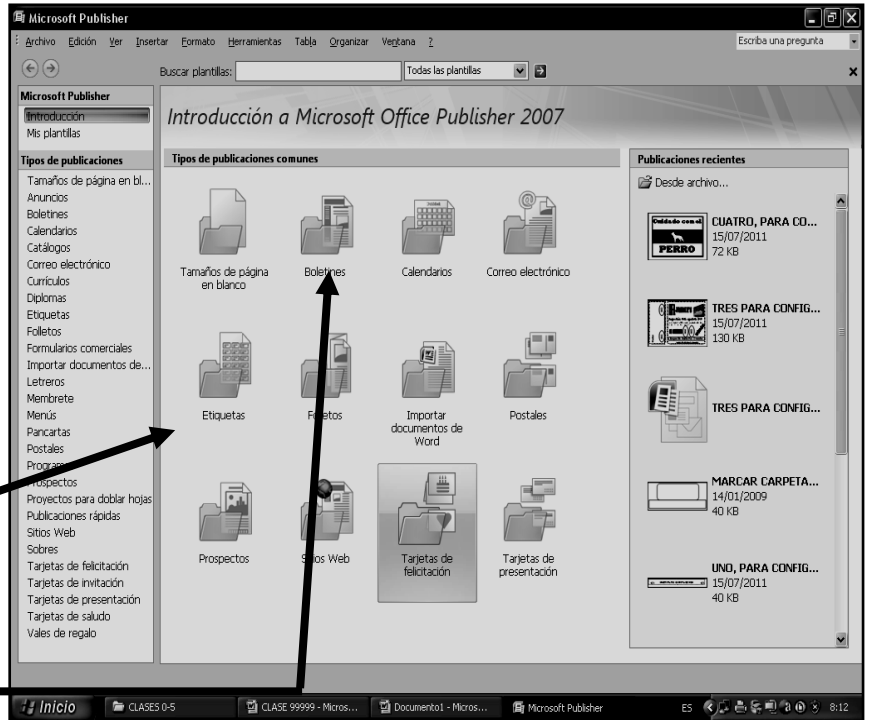 Microsoft Publisher
Archivo Edición Ver Insertar Formato Herramientas Tabla Organizar Ventana ?
Escriba una pregunta
Buscar plantillas:
Todas las plantillas
Microsoft Publisher
Introducción
Mis plantillas
Tipos de publicaciones
Tamaños de página en bl...
Anuncios
Boletines
Calendarios
Catálogos
Correo electrónico
Currículos
Diplomas
Etiquetas
Folletos
Formularios comerciales
Importar documentos de...
Letreros
Membrete
Menús
Pancartas
Postales
Programas
Prospectos
Proyectos para doblar hojas
Publicaciones rápidas
Sitios Web
Sobres
Tarjetas de felicitación
Tarjetas de invitación
Tarjetas de presentación
Tarjetas de saludo
Vales de regalo
Introducción a Microsoft Office Publisher 2007
Tipos de publicaciones comunes
Tamaños de página
en blanco
Boletines
Calendarios
Correo electrónico
Etiquetas
Folletos
Importar
documentos de
Word
Postales
Prospectos
Sitios Web
Tarjetas de
felicitación
Tarjetas de
presentación
Publicaciones recientes
Desde archivo...
Cuidado con el
PERRO
CUATRO, PARA CO...
15/07/2011
72 KB
TRES PARA CONFIG...
15/07/2011
130 KB
TRES PARA CONFIG...
MARCAR CARPETA...
14/01/2009
40 KB
UNO, PARA CONFIG...
15/07/2011
40 KB
Inicio
CLASES 0-5
CLASE 99999 - Micros...
Documento1 - Micros...
Microsoft Publisher
ES
8:12